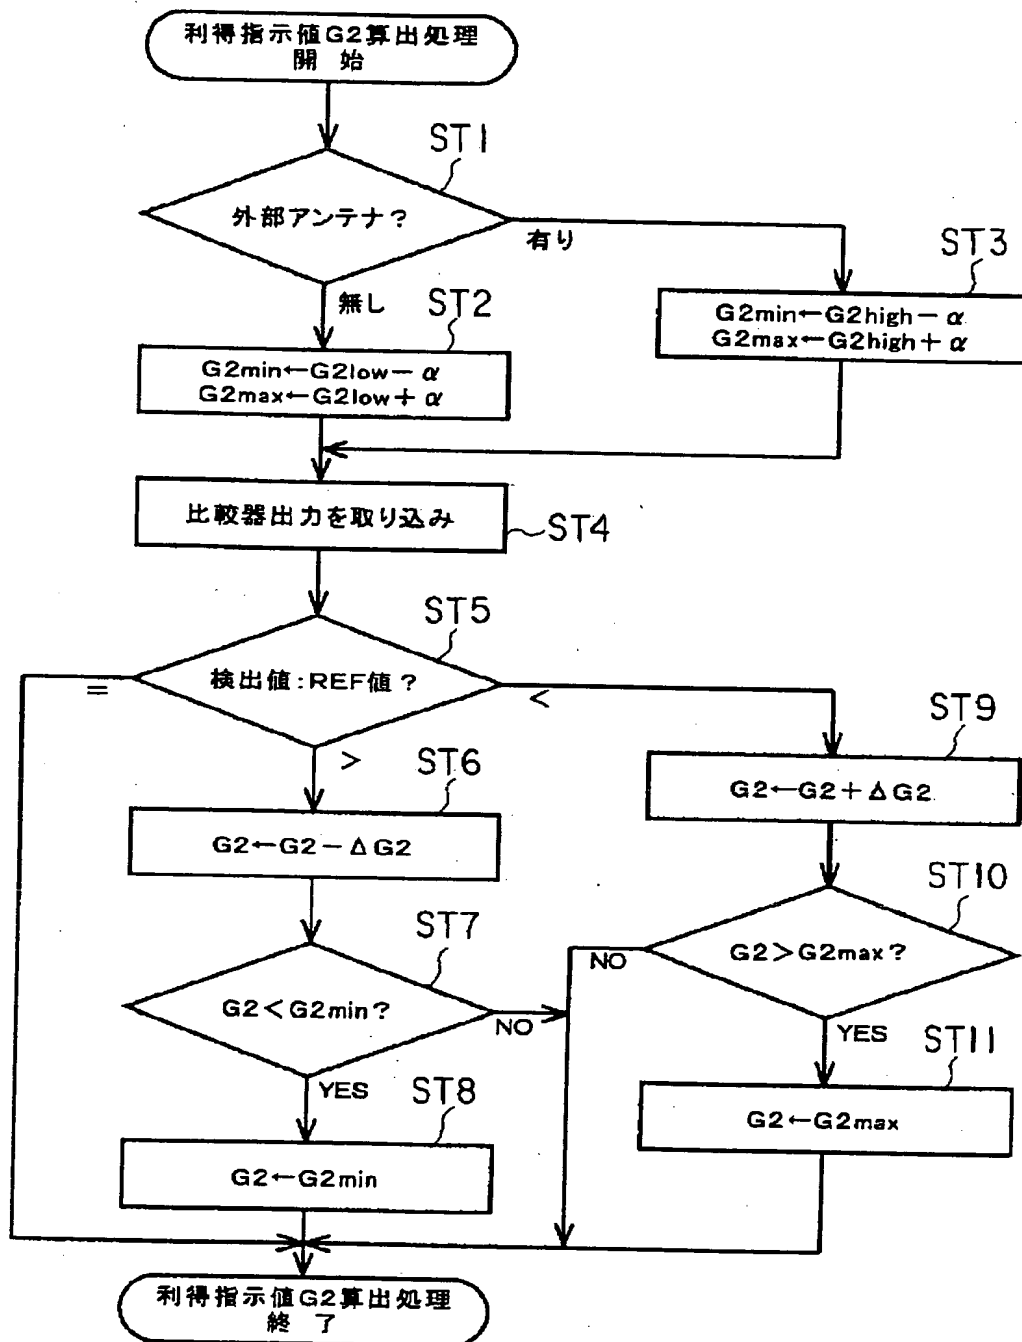 利得指示値G2算出処理
開 始
ST1
外部アンテナ?
有り
無し
ST2
G2min←G2low－α
G2max←G2low＋α
ST3
G2min←G2high－α
G2max←G2high＋α
比較器出力を取り込み
ST4
ST5
検出値:REF値?
=
<
>
ST6
G2←G2－ΔG2
ST7
G2<G2min?
NO
YES
ST8
G2←G2min
ST9
G2←G2＋ΔG2
ST10
G2>G2max?
NO
YES
ST11
G2←G2max
利得指示値G2算出処理
終 了